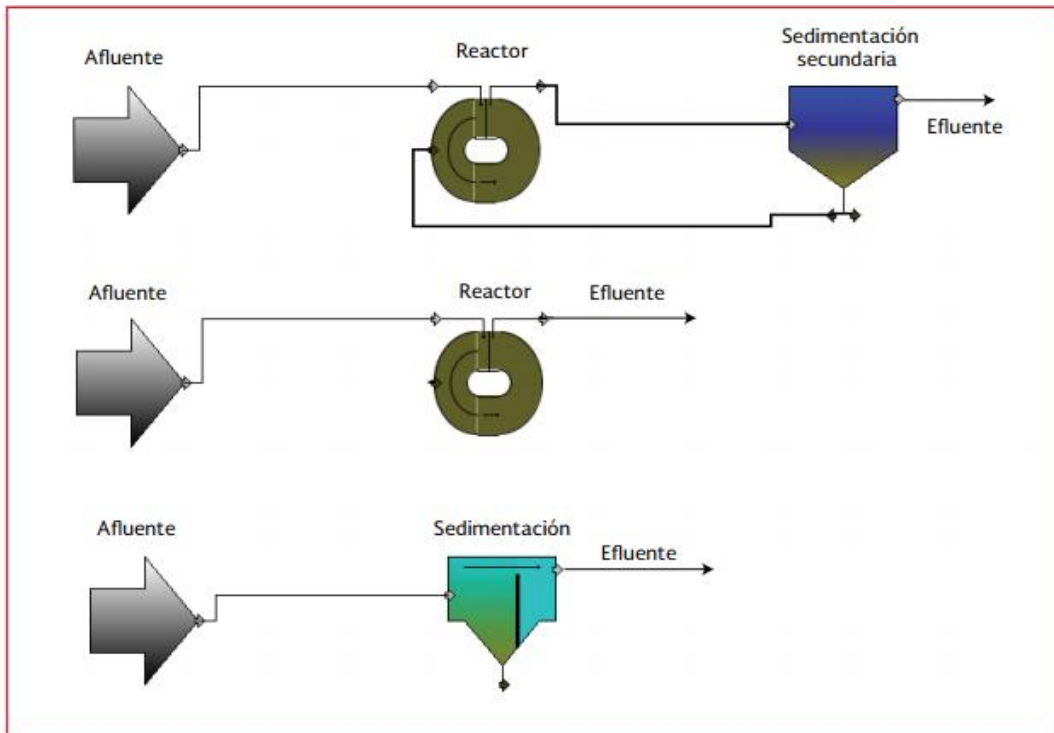 Afluente
Reactor
Sedimentación
secundaria
Efluente
Afluente
Reactor
Efluente
Afluente
Sedimentación
Efluente